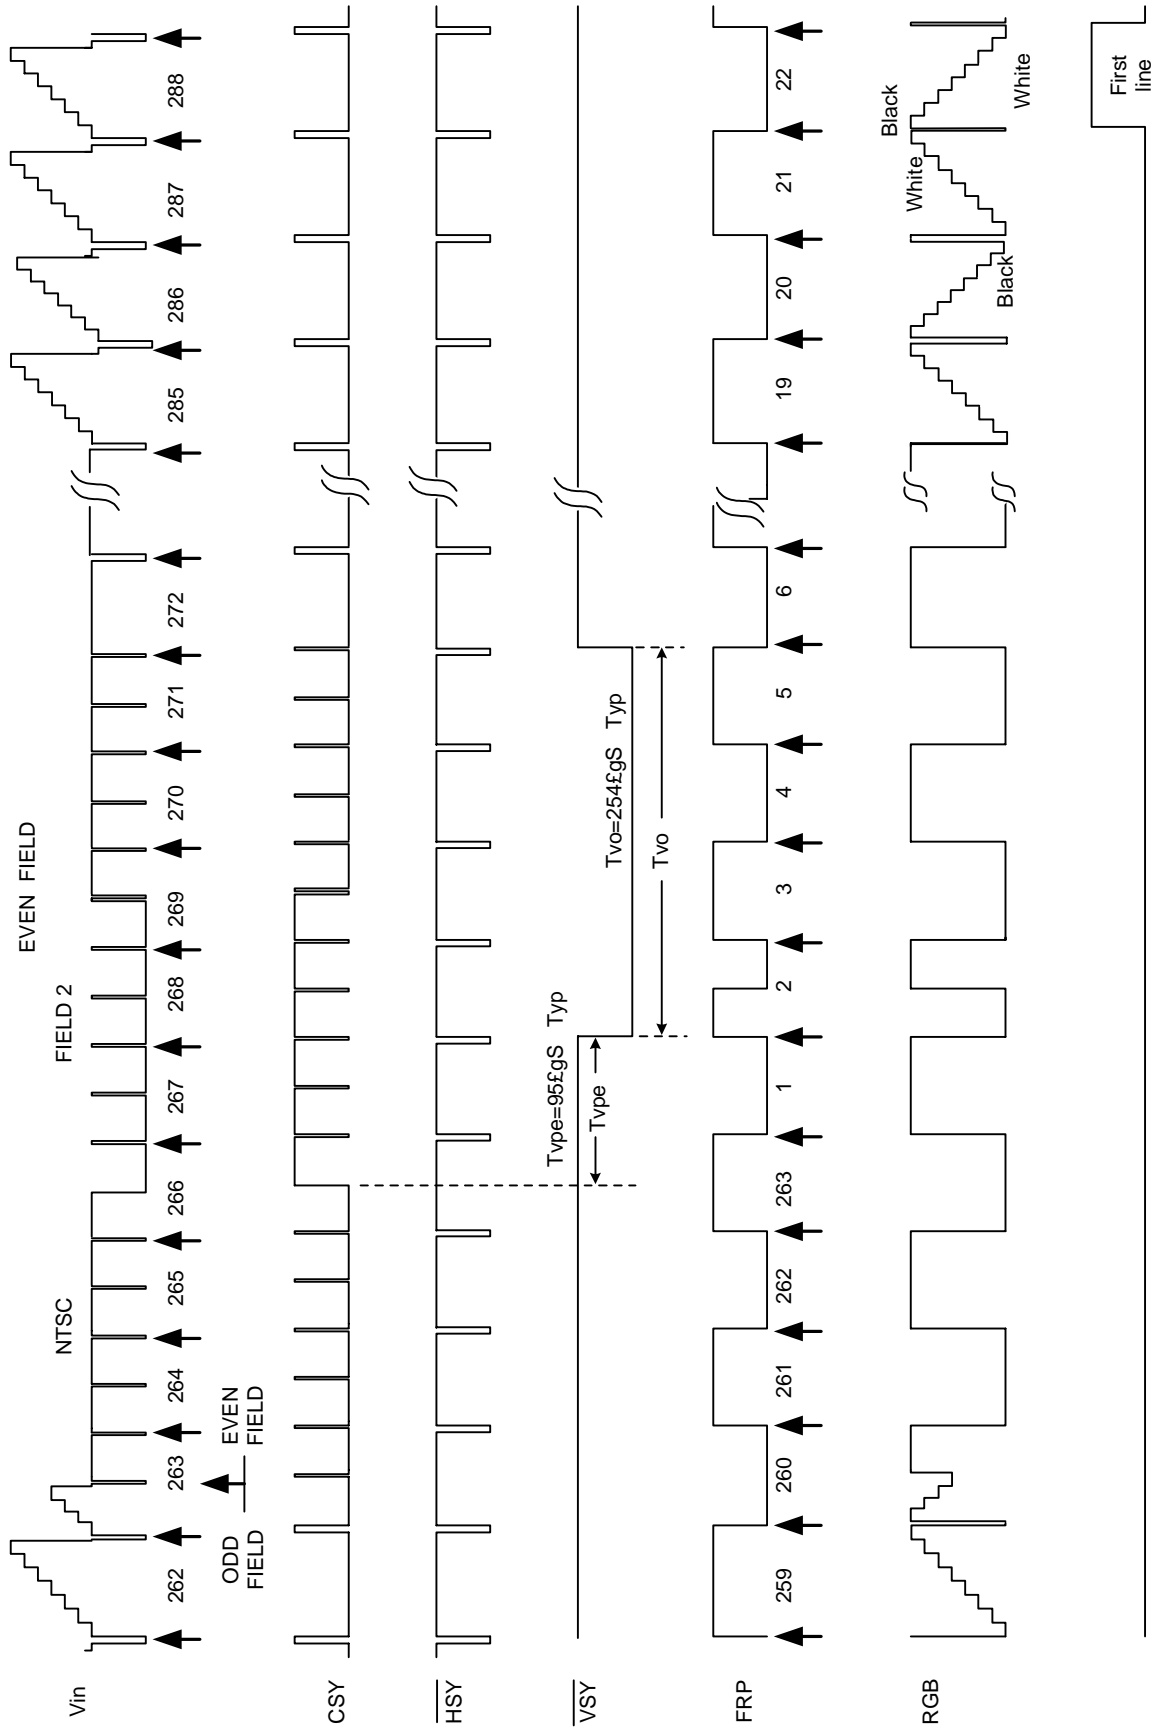 EVEN FIELD
NTSC
FIELD 2
Vin
262
263
264
265
266
267
268
269
270
271
272
285
286
287
288
ODD
FIELD
EVEN
FIELD
CSY
HSY
VSY
Tvpe=95£gS Typ
Tvpe
Tvo=254£gS Typ
Tvo
FRP
259
260
261
262
263
1
2
3
4
5
6
19
20
21
22
RGB
Black
White
Black
White
First
line